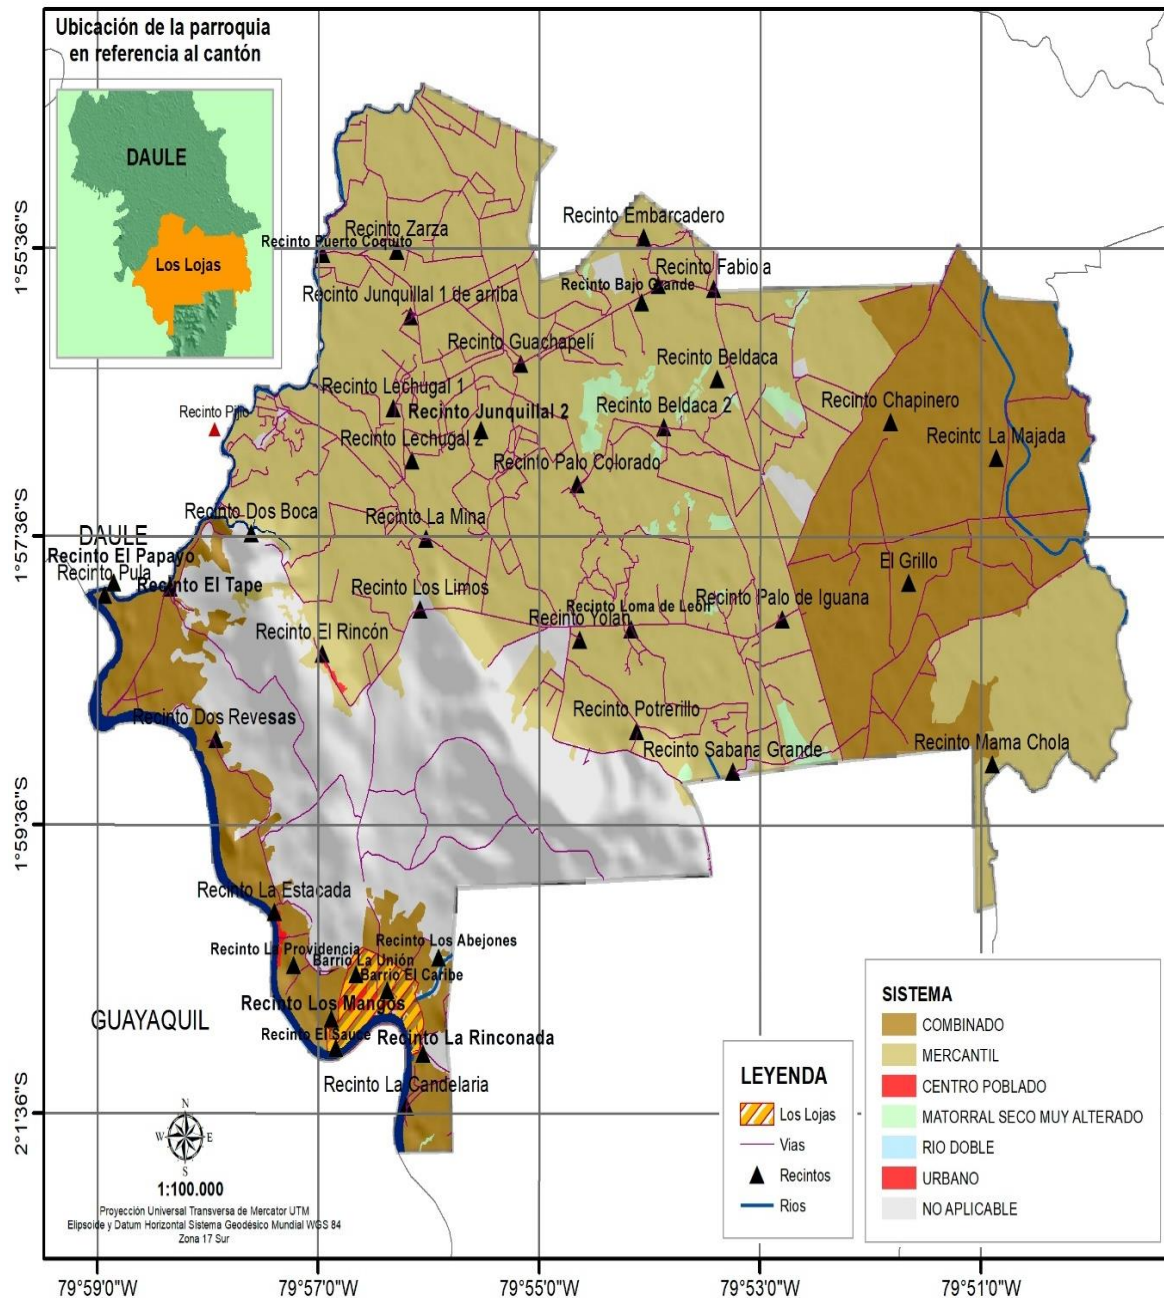 Ubicación de la parroquia
en referencia al cantón
DAULE
Los Lojas
1°55'36"S
1°57'36"S
1°59'36"S
2°1'36"S
Recinto Embarcadero
Recinto Zarza
Recinto Puerto Coquito
Recinto Fabiola
Recinto Bajo Grande
Recinto Junquillal 1 de arriba
Recinto Guachapelí
Recinto Beldaca
Recinto Lechugal 1
Recinto Pijio
Recinto Junquillal 2
Recinto Beldaca 2
Recinto Chapinero
Recinto Lechugal 2
Recinto La Majada
Recinto Palo Colorado
Recinto Dos Boca
Recinto La Mina
DAULE
Recinto El Papayo
Recinto Pula
Recinto El Tape
El Grillo
Recinto Los Limos
Recinto Loma de León
Recinto Palo de Iguana
Recinto Yolan
Recinto El Rincón
Recinto Dos Revesas
Recinto Potrerillo
Recinto Sabana Grande
Recinto Mama Chola
Recinto La Estacada
Recinto La Providencia
Recinto Los Abejones
Barrio La Unión
Barrio El Caribe
GUAYAQUIL
Recinto Los Mangos
Recinto El Sauce
Recinto La Rinconada
Recinto La Candelaria
N
W
E
S
1:100.000
Proyección Universal Transversa de Mercator UTM
Elipsoide y Datum Horizontal Sistema Geodésico Mundial WGS 84
Zona 17 Sur
LEYENDA
Los Lojas
Vias
Recintos
Rios
SISTEMA
COMBINADO
MERCANTIL
CENTRO POBLADO
MATORRAL SECO MUY ALTERADO
RIO DOBLE
URBANO
NO APLICABLE
79°59'0"W
79°57'0"W
79°55'0"W
79°53'0"W
79°51'0"W